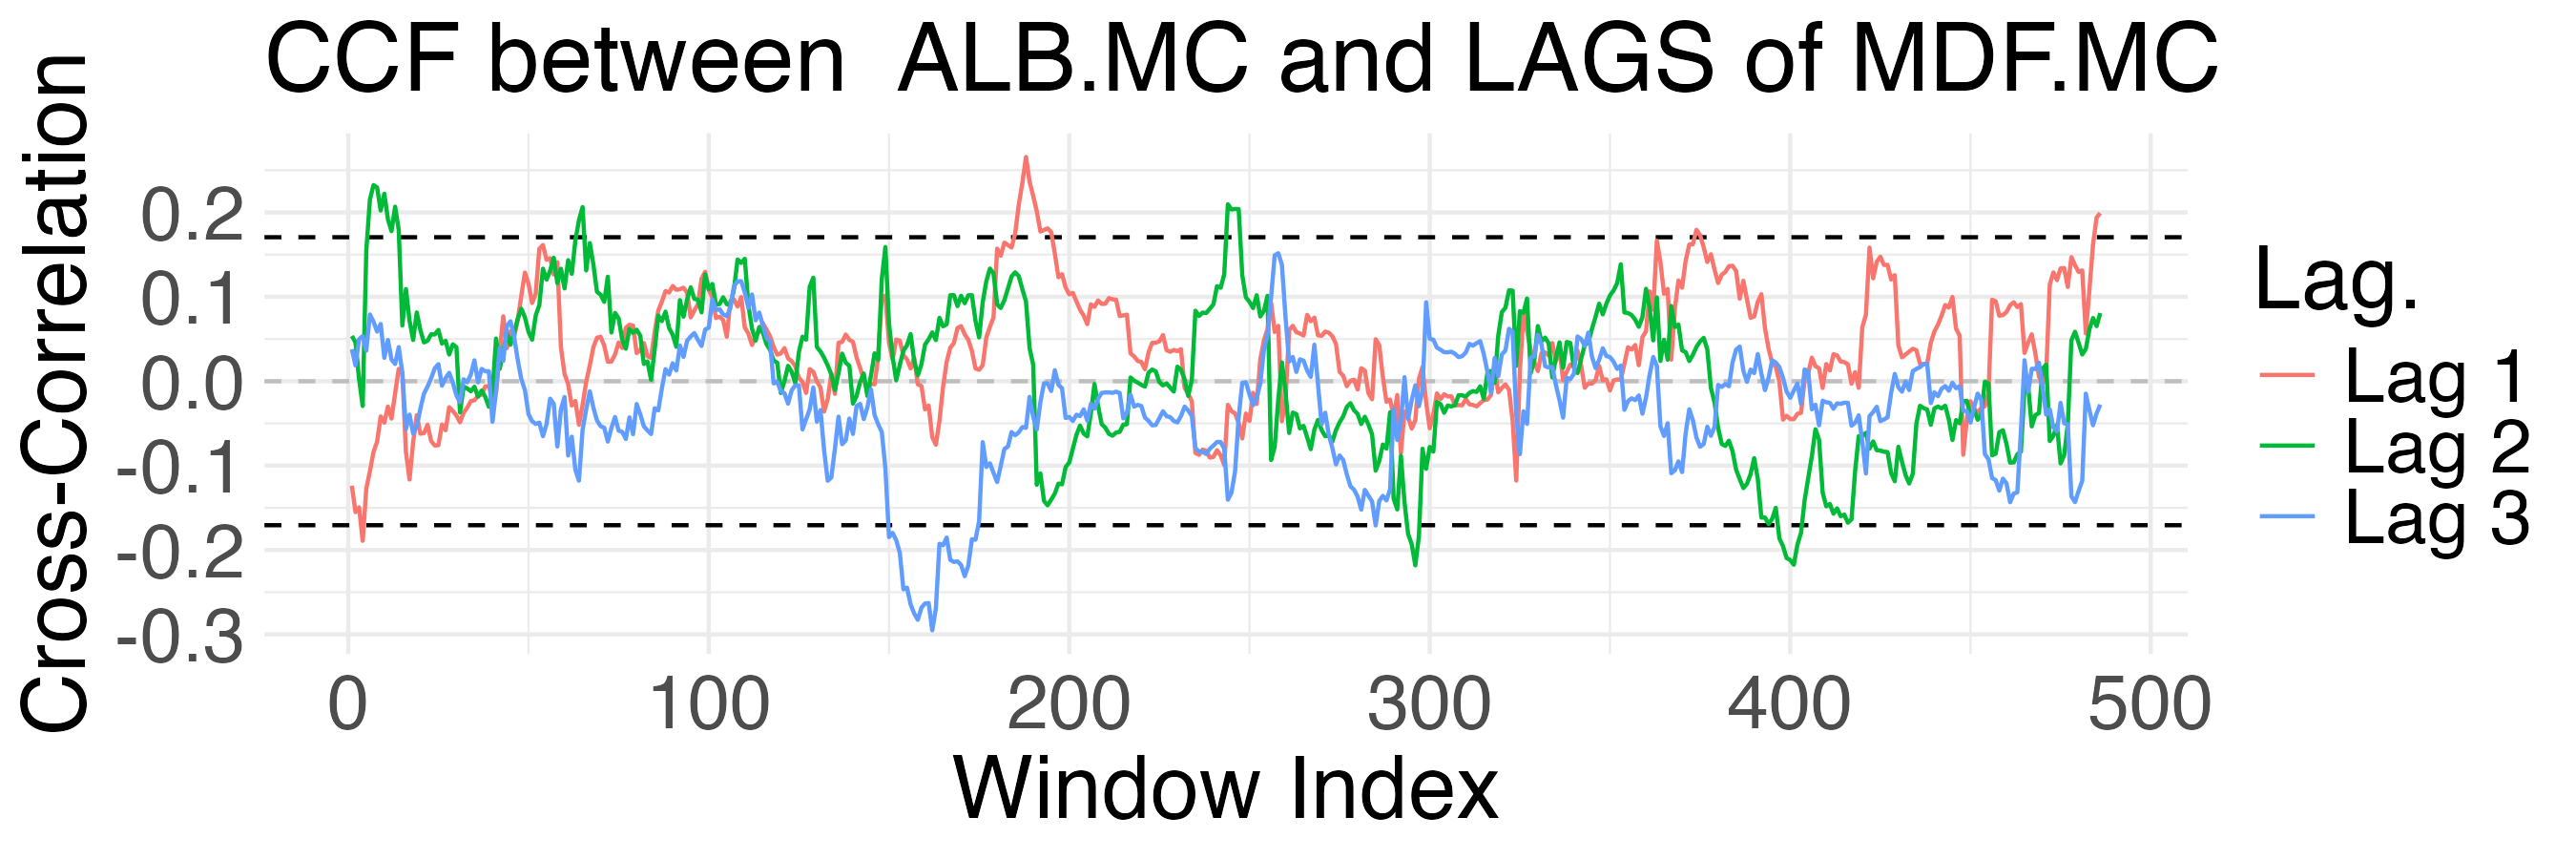 CCF between  ALB.MC and LAGS of MDF.MC
Cross-Correlation
0.2
0.1
0.0
-0.1
-0.2
-0.3
0 100 200 300 400 500
Window Index
Lag.
Lag 1
Lag 2
Lag 3